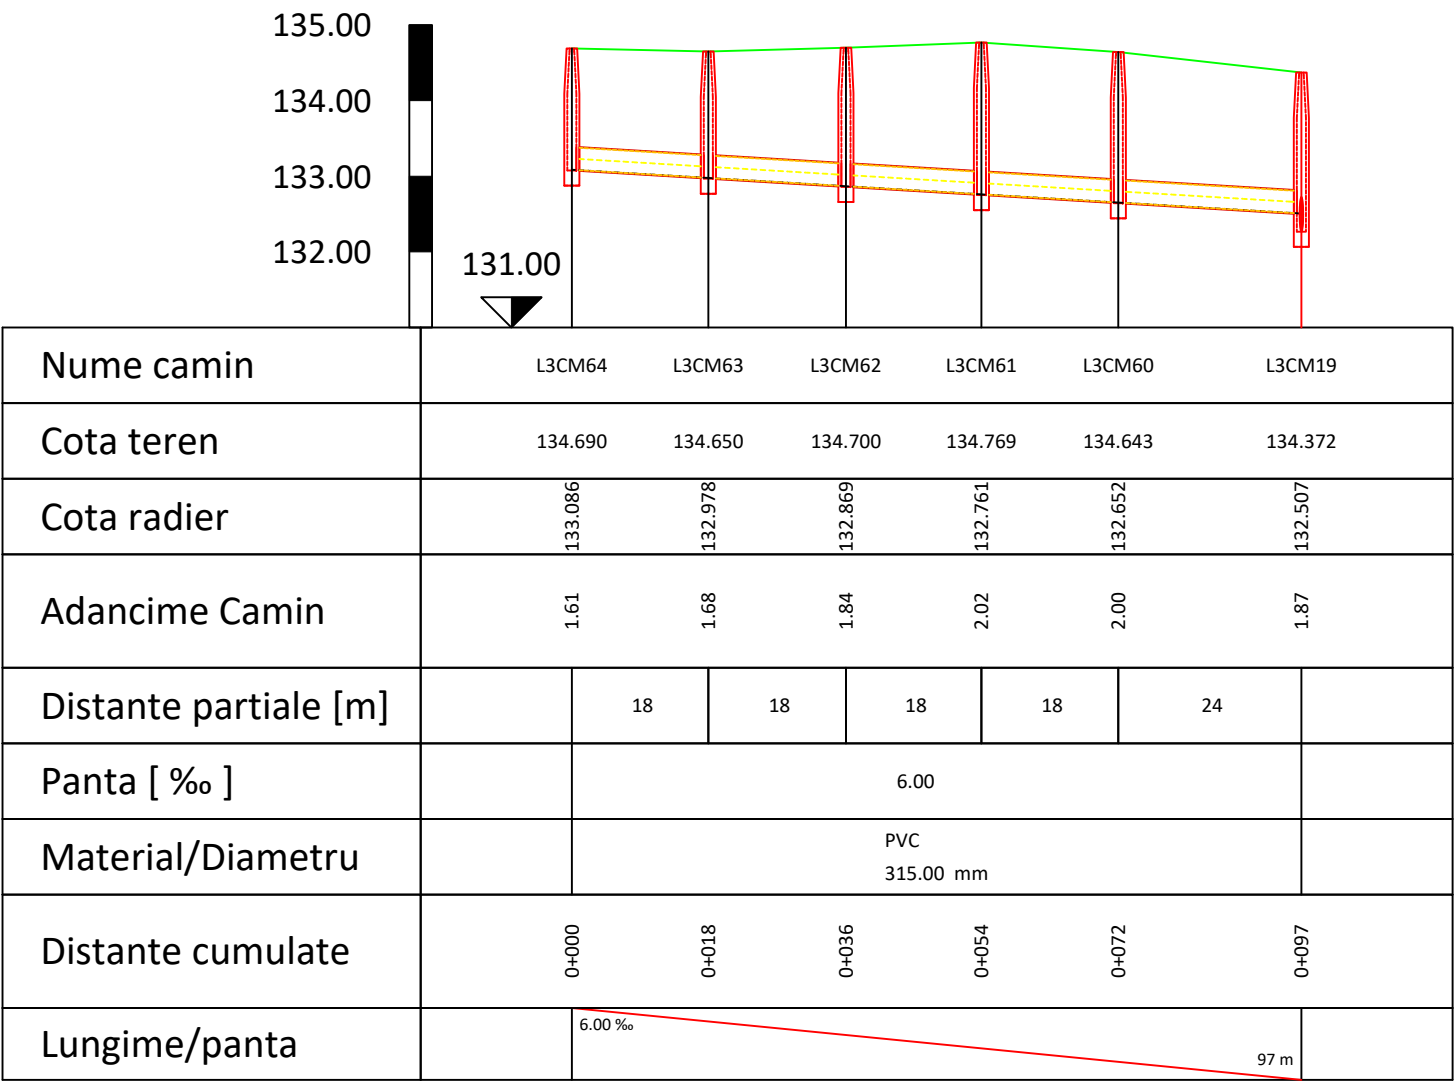 135.00
134.00
133.00
132.00
131.00
Nume camin L3CM64 L3CM63 L3CM62 L3CM61 L3CM60 L3CM19
Cota teren 134.690 134.650 134.700 134.769 134.643 134.372
Cota radier 133.086 132.978 132.869 132.761 132.652 132.507
Adancime Camin 1.61 1.68 1.84 2.02 2.00 1.87
Distante partiale [m] 18 18 18 18 24
Panta [ ‰ ] 6.00
Material/Diametru PVC
315.00 mm
Distante cumulate 0+000 0+018 0+036 0+054 0+072 0+097
Lungime/panta 6.00 ‰ 97 m